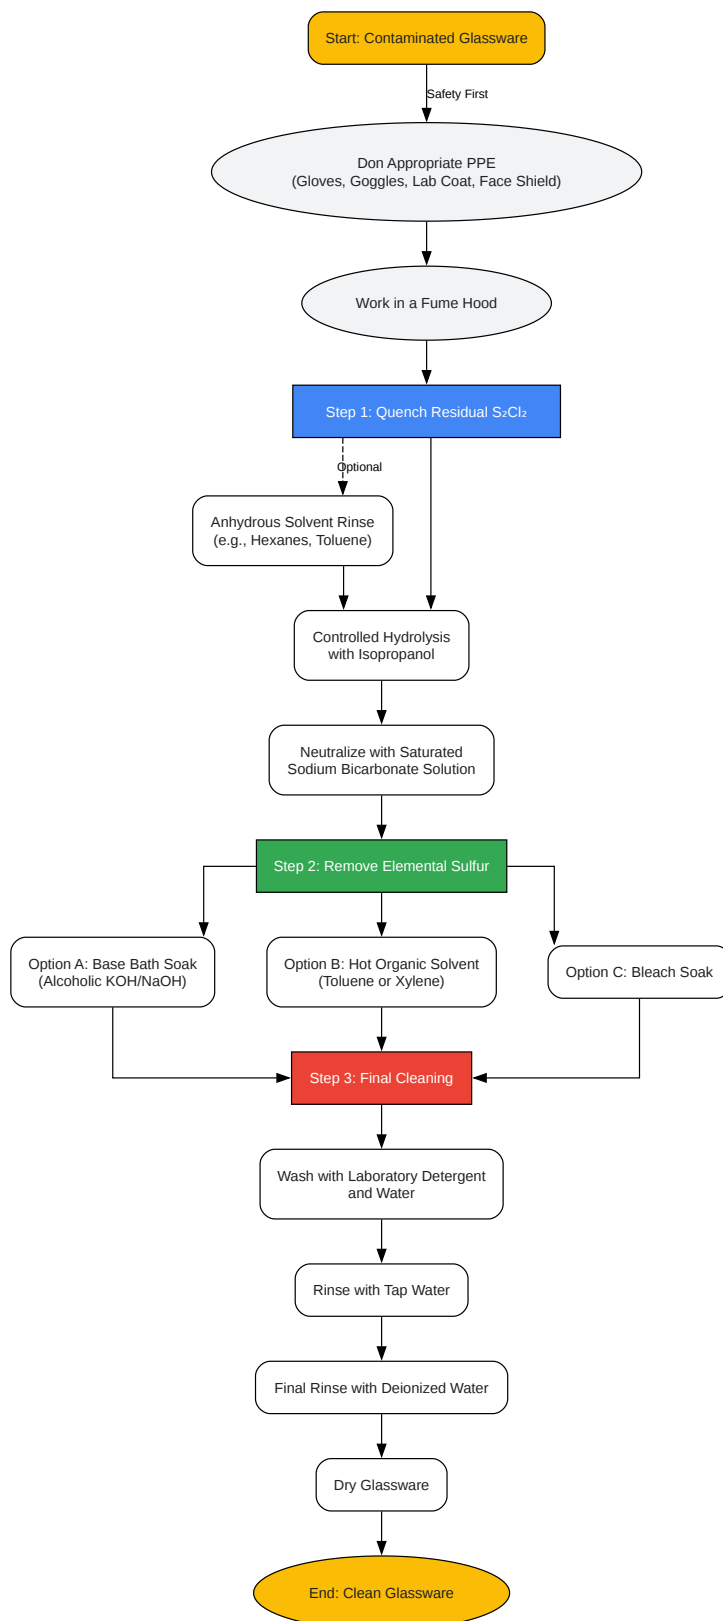 Start: Contaminated Glassware
Safety First
Don Appropriate PPE
(Gloves, Goggles, Lab Coat, Face Shield)
Work in a Fume Hood
Step 1: Quench Residual S₂Cl₂
Optional
Anhydrous Solvent Rinse
(e.g., Hexanes, Toluene)
Controlled Hydrolysis
with Isopropanol
Neutralize with Saturated
Sodium Bicarbonate Solution
Step 2: Remove Elemental Sulfur
Option A: Base Bath Soak
(Alcoholic KOH/NaOH)
Option B: Hot Organic Solvent
(Toluene or Xylene)
Option C: Bleach Soak
Step 3: Final Cleaning
Wash with Laboratory Detergent
and Water
Rinse with Tap Water
Final Rinse with Deionized Water
Dry Glassware
End: Clean Glassware